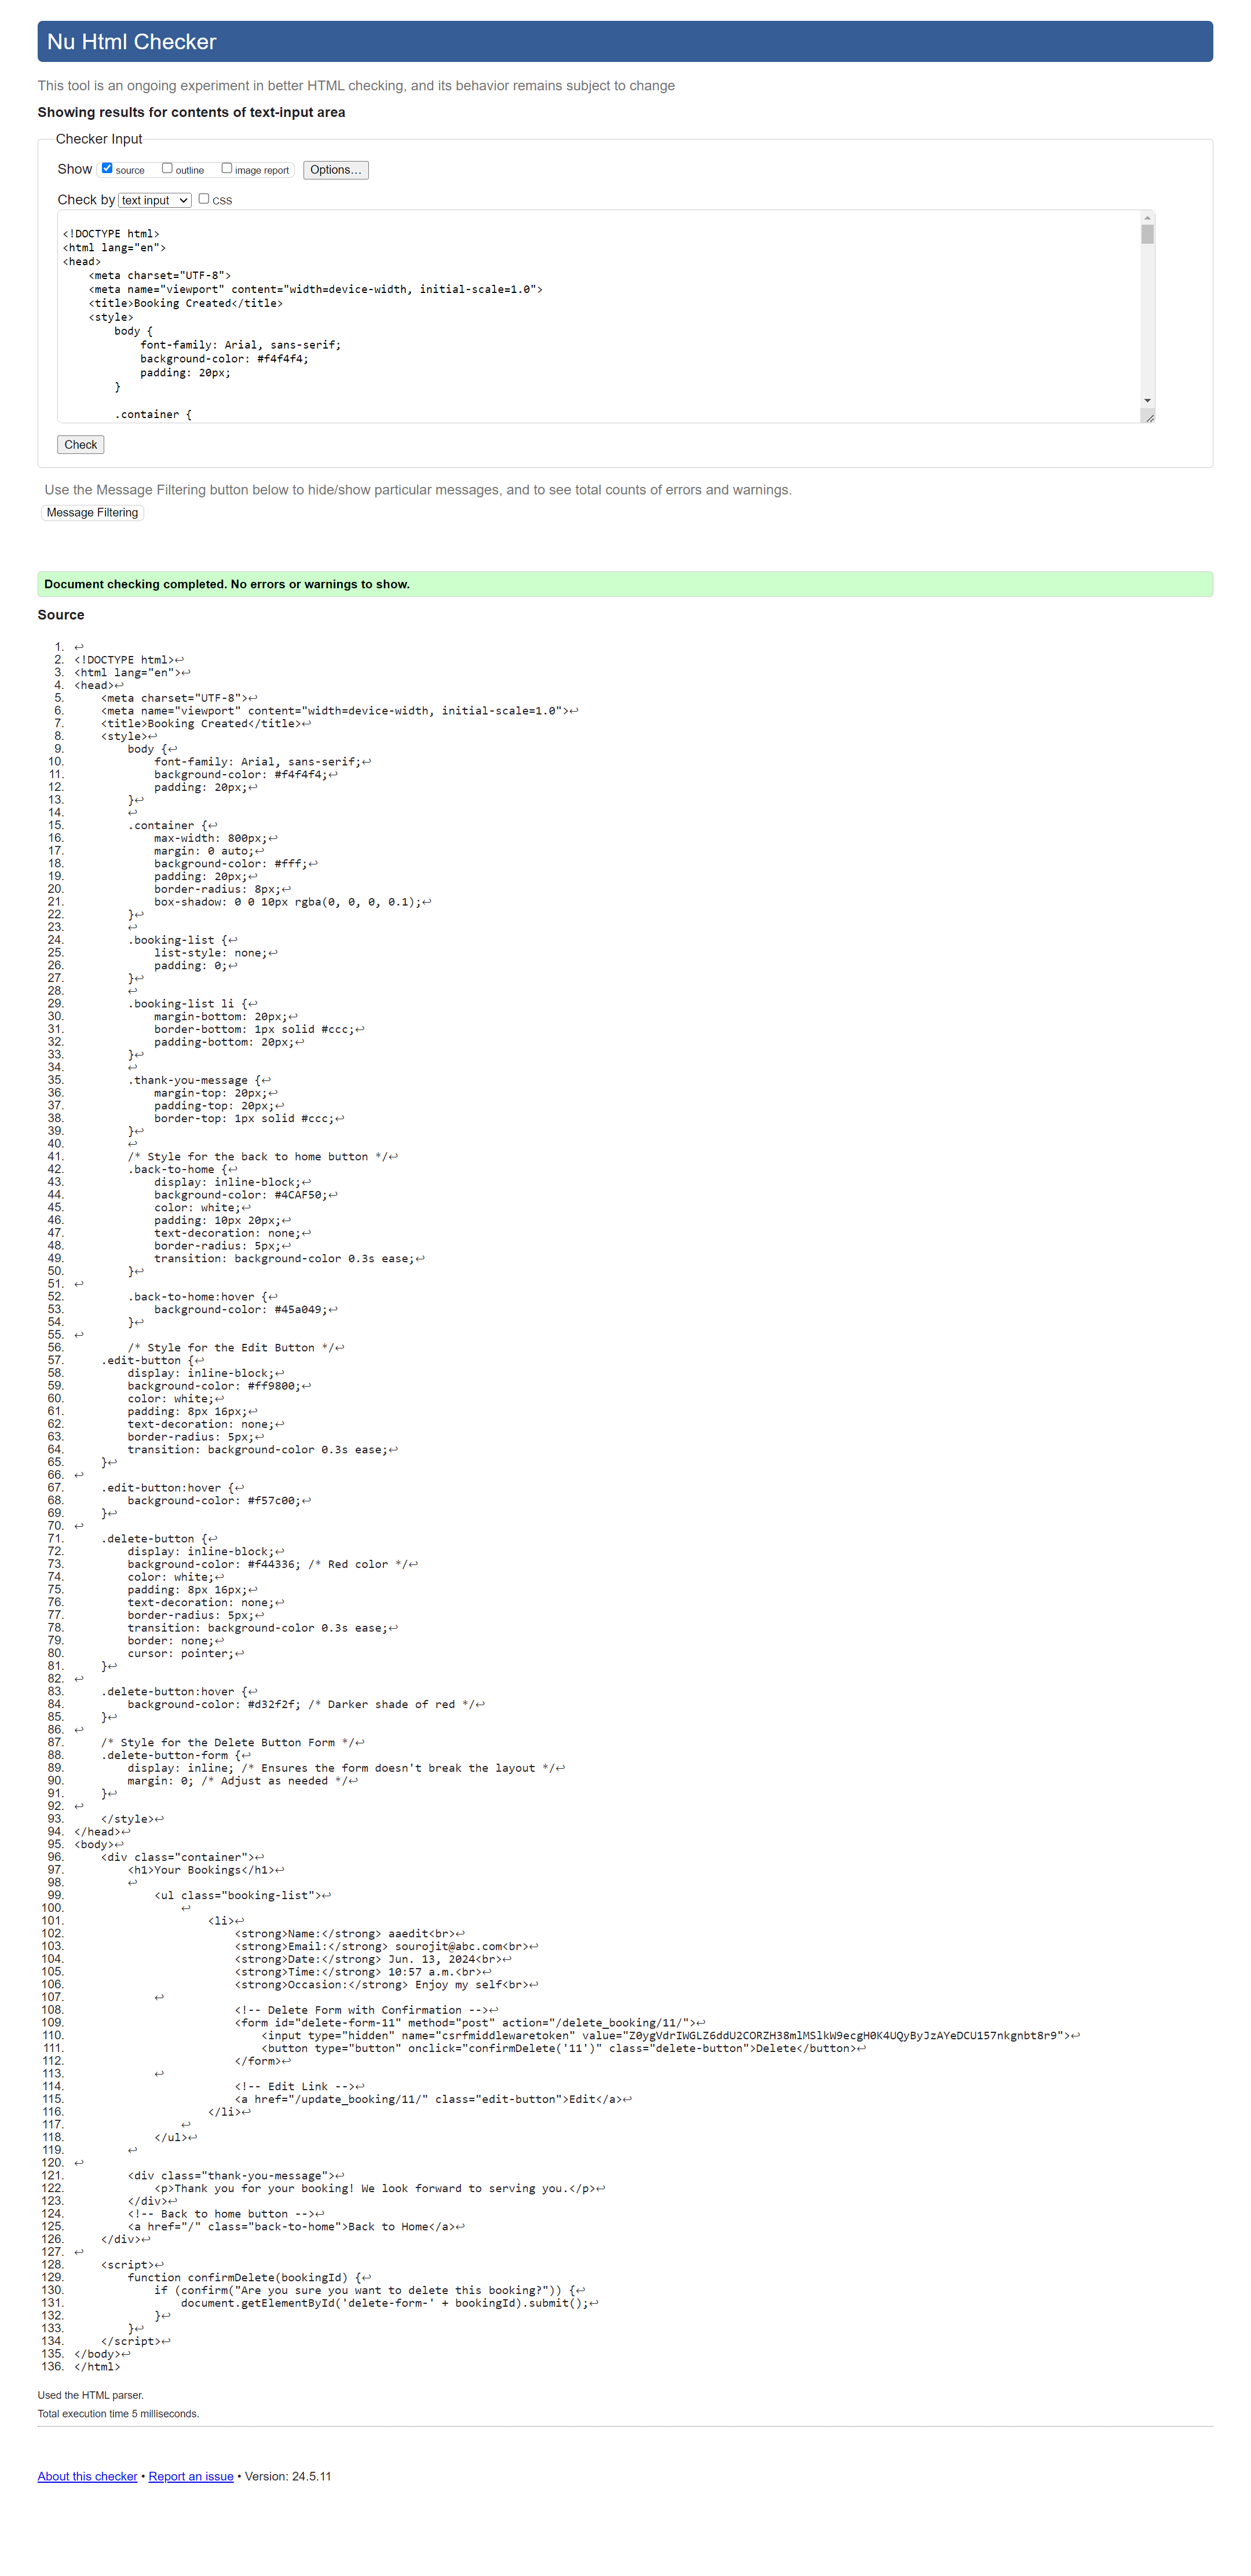 Nu Html Checker
This tool is an ongoing experiment in better HTML checking, and its behavior remains subject to change
Showing results for contents of text-input area
Checker Input
Show source outline image report Options...
Check by text input CSS
<!DOCTYPE html>
<html lang="en">
<head>
    <meta charset="UTF-8">
    <meta name="viewport" content="width=device-width, initial-scale=1.0">
    <title>Booking Created</title>
    <style>
        body {
            font-family: Arial, sans-serif;
            background-color: #f4f4f4;
            padding: 20px;
        }
        .container {
Check
Use the Message Filtering button below to hide/show particular messages, and to see total counts of errors and warnings.
Message Filtering
Document checking completed. No errors or warnings to show.
Source
1. ↩
2. <!DOCTYPE html>↩
3. <html lang="en">↩
4. <head>↩
5.     <meta charset="UTF-8">↩
6.     <meta name="viewport" content="width=device-width, initial-scale=1.0">↩
7.     <title>Booking Created</title>↩
8.     <style>↩
9.         body {↩
10.             font-family: Arial, sans-serif;↩
11.             background-color: #f4f4f4;↩
12.             padding: 20px;↩
13.         }↩
14.         ↩
15.         .container {↩
16.             max-width: 800px;↩
17.             margin: 0 auto;↩
18.             background-color: #fff;↩
19.             padding: 20px;↩
20.             border-radius: 8px;↩
21.             box-shadow: 0 0 10px rgba(0, 0, 0, 0.1);↩
22.         }↩
23.         ↩
24.         .booking-list {↩
25.             list-style: none;↩
26.             padding: 0;↩
27.         }↩
28.         ↩
29.         .booking-list li {↩
30.             margin-bottom: 20px;↩
31.             border-bottom: 1px solid #ccc;↩
32.             padding-bottom: 20px;↩
33.         }↩
34.         ↩
35.         .thank-you-message {↩
36.             margin-top: 20px;↩
37.             padding-top: 20px;↩
38.             border-top: 1px solid #ccc;↩
39.         }↩
40.         ↩
41.         /* Style for the back to home button */↩
42.         .back-to-home {↩
43.             display: inline-block;↩
44.             background-color: #4CAF50;↩
45.             color: white;↩
46.             padding: 10px 20px;↩
47.             text-decoration: none;↩
48.             border-radius: 5px;↩
49.             transition: background-color 0.3s ease;↩
50.         }↩
51. ↩
52.         .back-to-home:hover {↩
53.             background-color: #45a049;↩
54.         }↩
55. ↩
56.         /* Style for the Edit Button */↩
57.     .edit-button {↩
58.         display: inline-block;↩
59.         background-color: #ff9800;↩
60.         color: white;↩
61.         padding: 8px 16px;↩
62.         text-decoration: none;↩
63.         border-radius: 5px;↩
64.         transition: background-color 0.3s ease;↩
65.     }↩
66. ↩
67.     .edit-button:hover {↩
68.         background-color: #f57c00;↩
69.     }↩
70. ↩
71.     .delete-button {↩
72.         display: inline-block;↩
73.         background-color: #f44336; /* Red color */↩
74.         color: white;↩
75.         padding: 8px 16px;↩
76.         text-decoration: none;↩
77.         border-radius: 5px;↩
78.         transition: background-color 0.3s ease;↩
79.         border: none;↩
80.         cursor: pointer;↩
81.     }↩
82. ↩
83.     .delete-button:hover {↩
84.         background-color: #d32f2f; /* Darker shade of red */↩
85.     }↩
86. ↩
87.     /* Style for the Delete Button Form */↩
88.     .delete-button-form {↩
89.         display: inline; /* Ensures the form doesn't break the layout */↩
90.         margin: 0; /* Adjust as needed */↩
91.     }↩
92. ↩
93.     </style>↩
94. </head>↩
95. <body>↩
96.     <div class="container">↩
97.         <h1>Your Bookings</h1>↩
98.         ↩
99.             <ul class="booking-list">↩
100.                 ↩
101.                     <li>↩
102.                         <strong>Name:</strong> aaedit<br>↩
103.                         <strong>Email:</strong> sourojit@abc.com<br>↩
104.                         <strong>Date:</strong> Jun. 13, 2024<br>↩
105.                         <strong>Time:</strong> 10:57 a.m.<br>↩
106.                         <strong>Occasion:</strong> Enjoy my self<br>↩
107.             ↩
108.                         <!-- Delete Form with Confirmation -->↩
109.                         <form id="delete-form-11" method="post" action="/delete_booking/11/">↩
110.                             <input type="hidden" name="csrfmiddlewaretoken" value="Z0ygVdrIWGLZ6ddU2CORZH38mlMSlkW9ecgH0K4UQyByJzAYeDCU157nkgnbt8r9">↩
111.                             <button type="button" onclick="confirmDelete('11')" class="delete-button">Delete</button>↩
112.                         </form>↩
113.             ↩
114.                         <!-- Edit Link -->↩
115.                         <a href="/update_booking/11/" class="edit-button">Edit</a>↩
116.                     </li>↩
117.                 ↩
118.             </ul>↩
119.         ↩
120. ↩
121.         <div class="thank-you-message">↩
122.             <p>Thank you for your booking! We look forward to serving you.</p>↩
123.         </div>↩
124.         <!-- Back to home button -->↩
125.         <a href="/" class="back-to-home">Back to Home</a>↩
126.     </div>↩
127. ↩
128.     <script>↩
129.         function confirmDelete(bookingId) {↩
130.             if (confirm("Are you sure you want to delete this booking?")) {↩
131.                 document.getElementById('delete-form-' + bookingId).submit();↩
132.             }↩
133.         }↩
134.     </script>↩
135. </body>↩
136. </html>
Used the HTML parser.
Total execution time 5 milliseconds.
About this checker • Report an issue • Version: 24.5.11